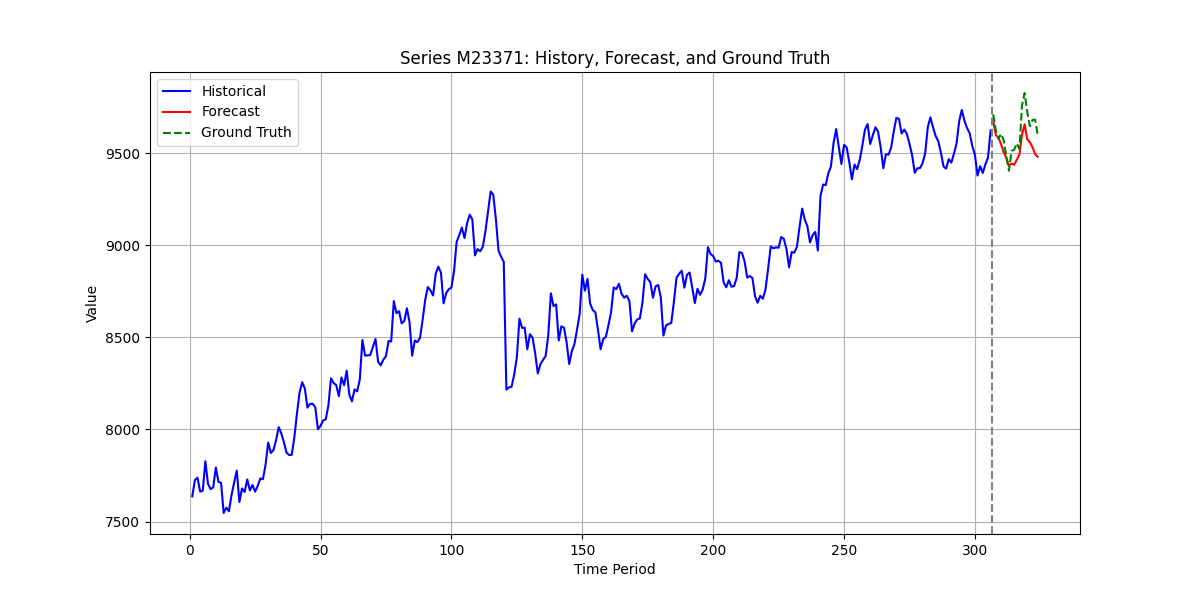 Series M23371: History, Forecast, and Ground Truth
Historical
Forecast
Ground Truth
Value
9500
9000
8500
8000
7500
0 50 100 150 200 250 300
Time Period